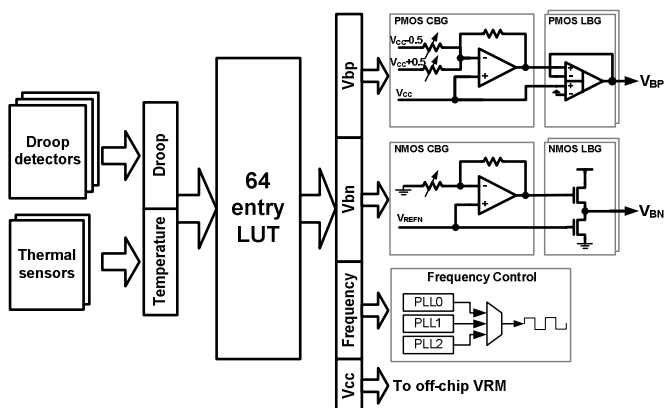 Droop
detectors
Thermal
sensors
Droop
Temperature
64
entry
LUT
Vbp
Vbn
Frequency
Vcc
PMOS CBG
VCC-0.5
VCC+0.5
VCC
PMOS LBG
VBP
NMOS CBG
VREFN
NMOS LBG
VBN
Frequency Control
PLL0
PLL1
PLL2
To off-chip VRM